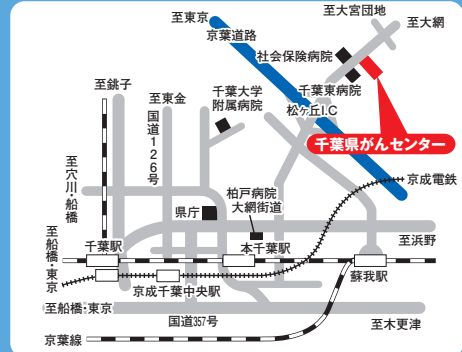 至大宮団地
至東京
至大網
京葉道路
社会保険病院
至銚子
千葉大学
附属病院
千葉東病院
至東金
松ヶ丘I.C
国道126号
千葉県がんセンター
至穴川・船橋
京成電鉄
柏戸病院
大網街道
県庁
至船橋・東京
千葉駅
本千葉駅
至浜野
蘇我駅
京成千葉中央駅
至船橋・東京
国道357号
至木更津
京葉線